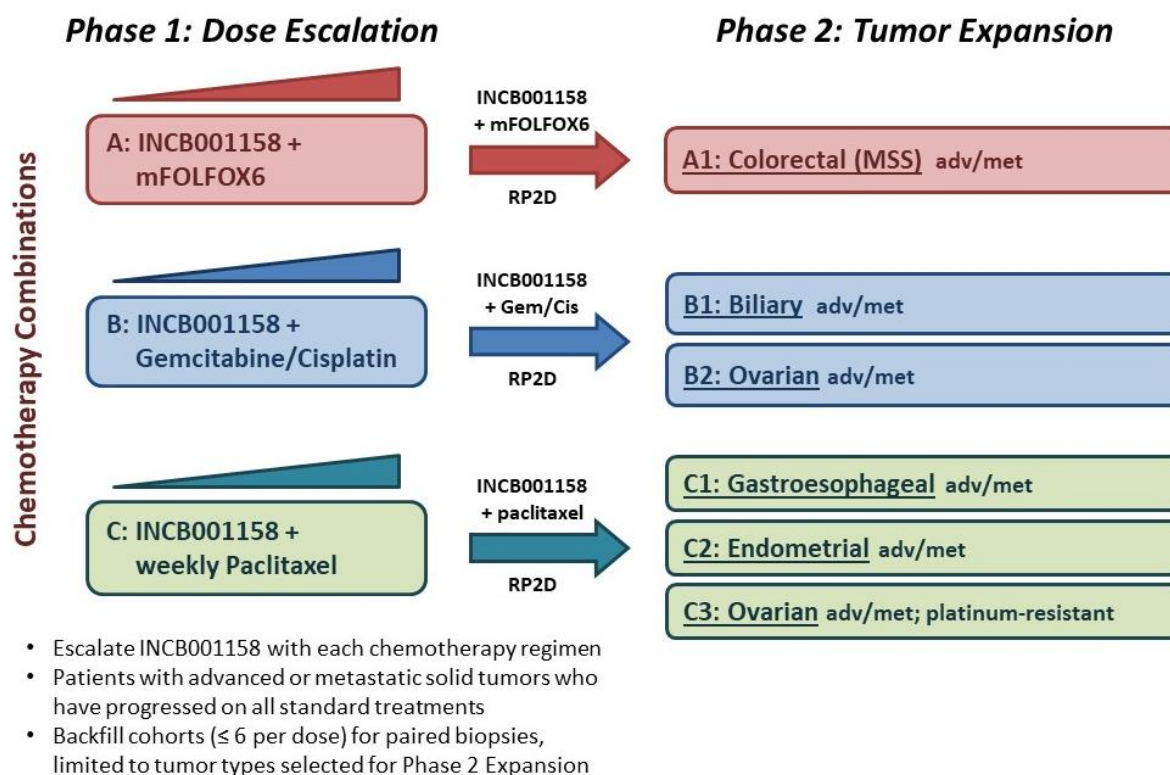 Phase 1: Dose Escalation
Phase 2: Tumor Expansion
Chemotherapy Combinations
A: INCB001158 +
mFOLFOX6
INCB001158
+ mFOLFOX6
RP2D
A1: Colorectal (MSS) adv/met
B: INCB001158 +
Gemcitabine/Cisplatin
INCB001158
+ Gem/Cis
RP2D
B1: Biliary adv/met
B2: Ovarian adv/met
C: INCB001158 +
weekly Paclitaxel
INCB001158
+ paclitaxel
RP2D
C1: Gastroesophageal adv/met
C2: Endometrial adv/met
C3: Ovarian adv/met; platinum-resistant
• Escalate INCB001158 with each chemotherapy regimen
• Patients with advanced or metastatic solid tumors who
have progressed on all standard treatments
• Backfill cohorts (≤ 6 per dose) for paired biopsies,
limited to tumor types selected for Phase 2 Expansion